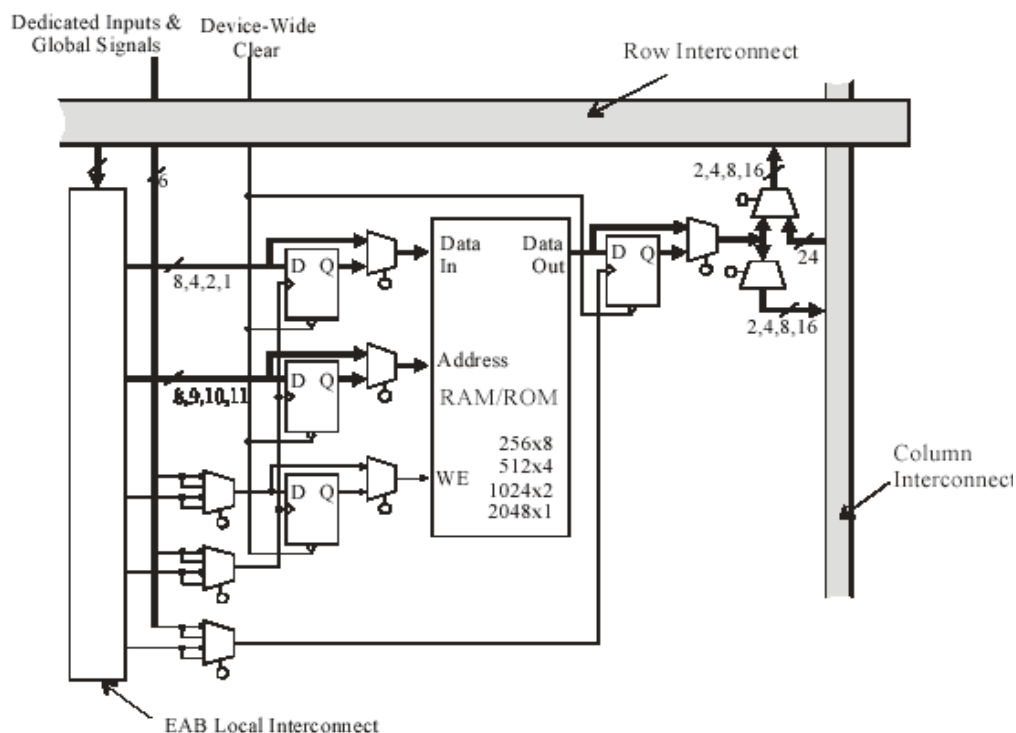 Dedicated Inputs &
Global Signals
Device-Wide
Clear
Row Interconnect
6
2,4,8,16
24
2,4,8,16
8,4,2,1
D Q
Data
In
Data
Out
D Q
8,9,10,11
D Q
Address
RAM/ROM
256x8
512x4
1024x2
2048x1
D Q
WE
Column
Interconnect
EAB Local Interconnect